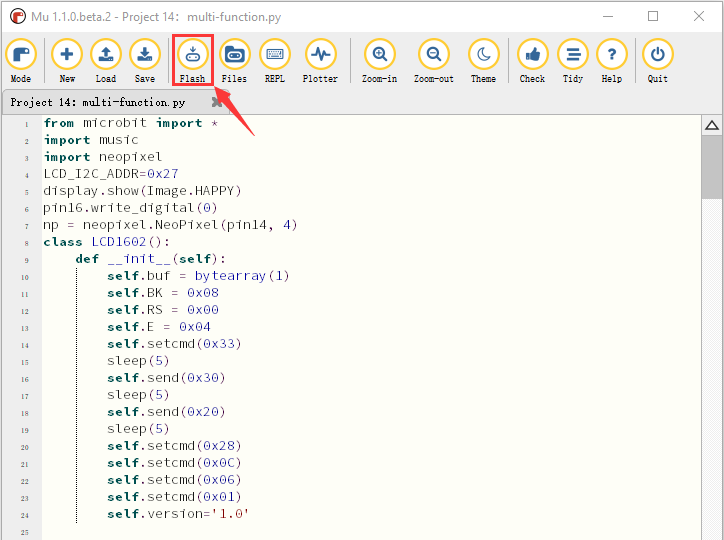 Mu 1.1.0.beta.2 - Project 14: multi-function.py
Mode New Load Save Flash Files REPL Plotter Zoom-in Zoom-out Theme Check Tidy Help Quit
Project 14: multi-function.py
1 from microbit import *
2 import music
3 import neopixel
4 LCD_I2C_ADDR=0x27
5 display.show(Image.HAPPY)
6 pin16.write_digital(0)
7 np = neopixel.NeoPixel(pin14, 4)
8 class LCD1602():
9 def __init__(self):
10 self.buf = bytearray(1)
11 self.BK = 0x08
12 self.RS = 0x00
13 self.E = 0x04
14 self.setcmd(0x33)
15 sleep(5)
16 self.send(0x30)
17 sleep(5)
18 self.send(0x20)
19 sleep(5)
20 self.setcmd(0x28)
21 self.setcmd(0x0C)
22 self.setcmd(0x06)
23 self.setcmd(0x01)
24 self.version='1.0'
25